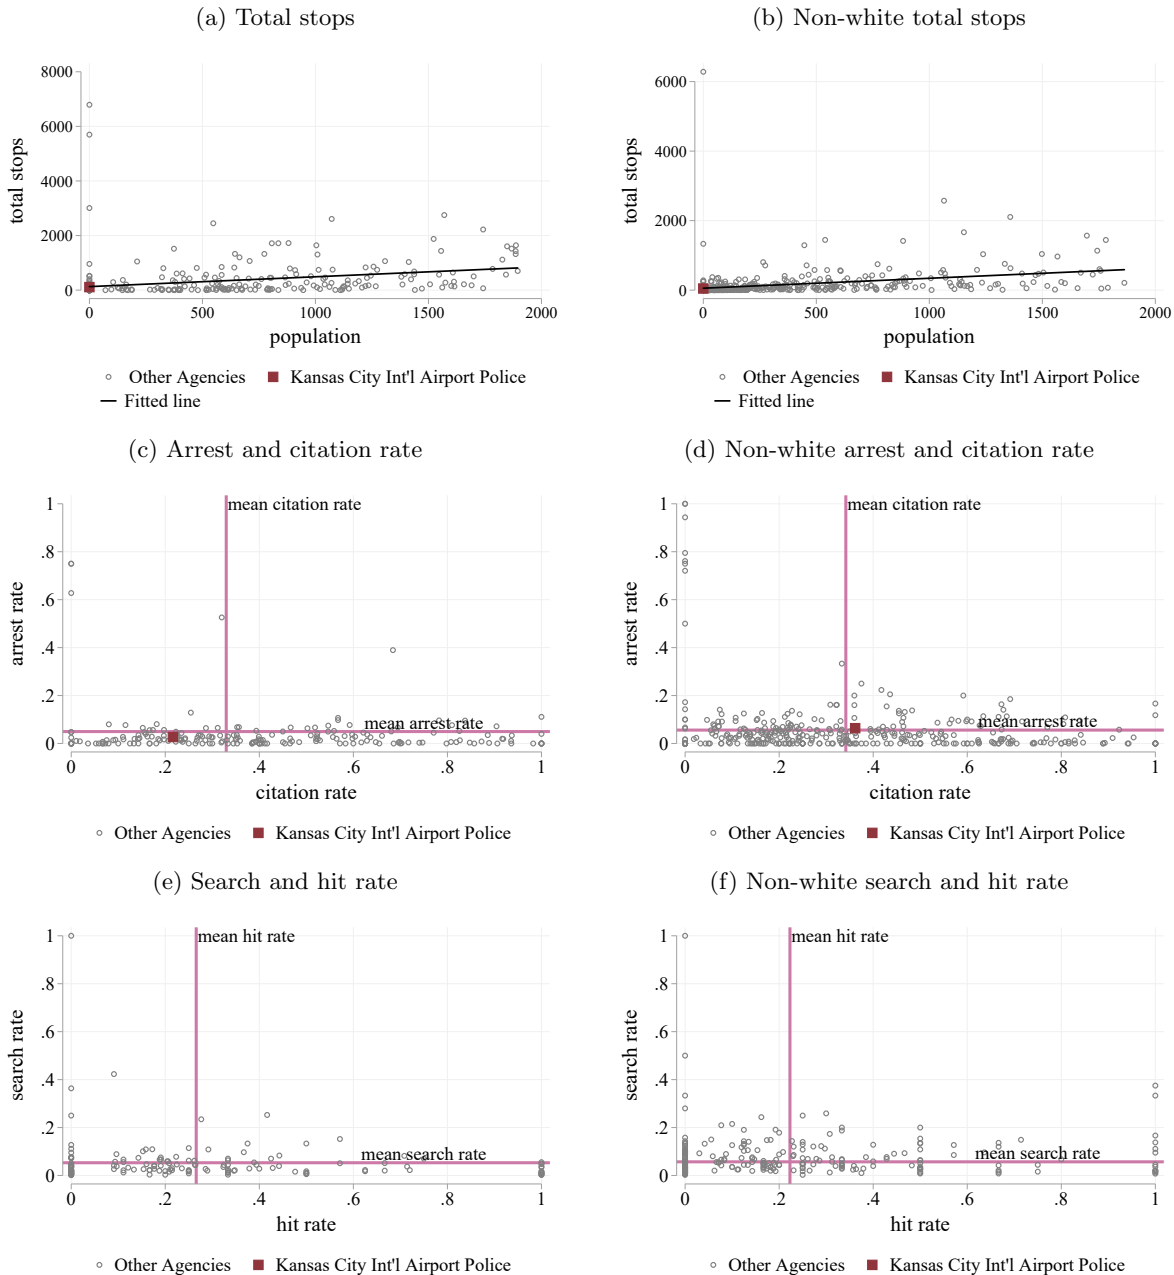 (a) Total stops
8000
6000
4000
2000
0
total stops
0 500 1000 1500 2000
population
Other Agencies Kansas City Int'l Airport Police
Fitted line
(b) Non-white total stops
6000
4000
2000
0
total stops
0 500 1000 1500 2000
population
Other Agencies Kansas City Int'l Airport Police
Fitted line
(c) Arrest and citation rate
1
.8
.6
.4
.2
0
arrest rate
mean citation rate
mean arrest rate
0 .2 .4 .6 .8 1
citation rate
Other Agencies Kansas City Int'l Airport Police
(d) Non-white arrest and citation rate
1
.8
.6
.4
.2
0
arrest rate
mean citation rate
mean arrest rate
0 .2 .4 .6 .8 1
citation rate
Other Agencies Kansas City Int'l Airport Police
(e) Search and hit rate
1
.8
.6
.4
.2
0
search rate
mean hit rate
mean search rate
0 .2 .4 .6 .8 1
hit rate
Other Agencies Kansas City Int'l Airport Police
(f) Non-white search and hit rate
1
.8
.6
.4
.2
0
search rate
mean hit rate
mean search rate
0 .2 .4 .6 .8 1
hit rate
Other Agencies Kansas City Int'l Airport Police